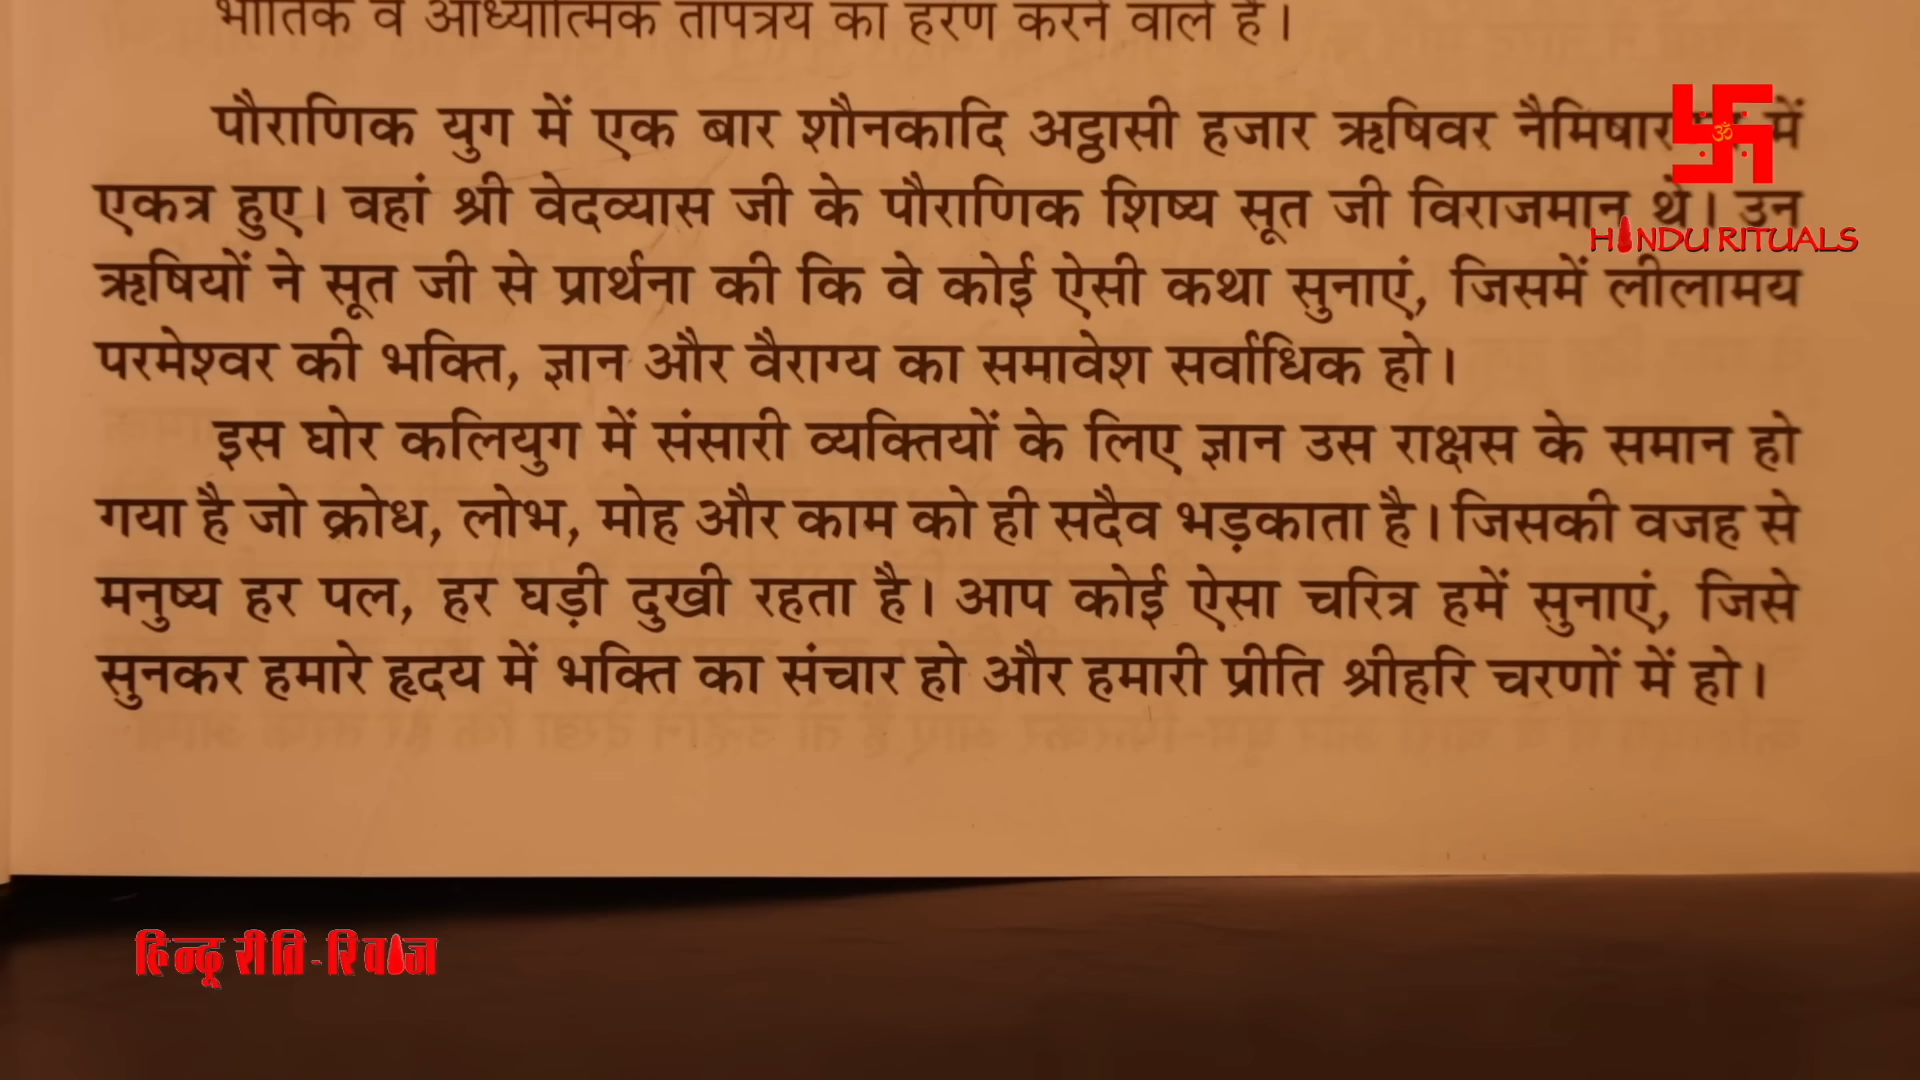 भौतिक व आध्यात्मिक तापत्रय का हरण करने वाले हैं।
पौराणिक युग में एक बार शौनकादि अट्ठासी हजार ऋषिवर में
एकत्र हुए। वहां श्री वेदव्यास जी के पौराणिक शिष्य सूत जी विराजमान थे। उन
ऋषियों ने सूत जी से प्रार्थना की कि वे कोई ऐसी कथा सुनाएं, जिसमें लीलामय
परमेश्वर की भक्ति, ज्ञान और वैराग्य का समावेश सर्वाधिक हो।
इस घोर कलियुग में संसारी व्यक्तियों के लिए ज्ञान उस राक्षस के समान हो
गया है जो क्रोध, लोभ, मोह और काम को ही सदैव भड़काता है। जिसकी वजह से
मनुष्य हर पल, हर घड़ी दुखी रहता है। आप कोई ऐसा चरित्र हमें सुनाएं, जिसे
सुनकर हमारे हृदय में भक्ति का संचार हो और हमारी प्रीति श्रीहरि चरणों में हो।
ॐ
HINDU RITUALS
हिन्दू रीति-रिवाज